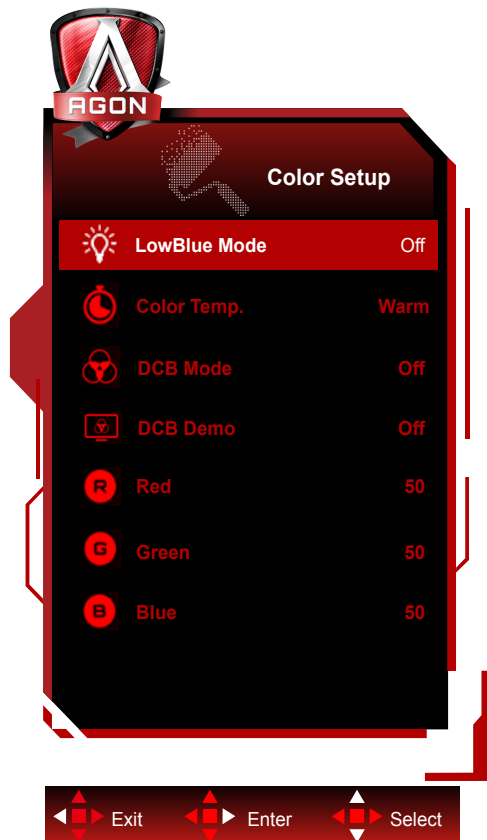 AGON
Color Setup
LowBlue Mode Off
Color Temp. Warm
DCB Mode Off
DCB Demo Off
R Red 50
G Green 50
B Blue 50
Exit Enter Select